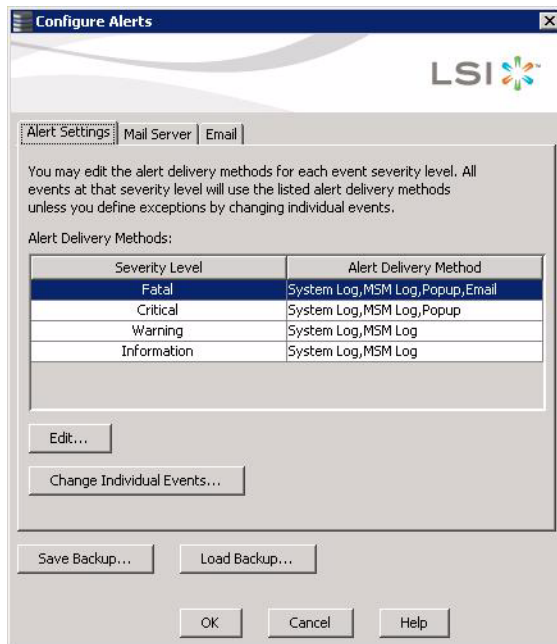 Configure Alerts
LSI
Alert Settings Mail Server Email
You may edit the alert delivery methods for each event severity level. All
events at that severity level will use the listed alert delivery methods
unless you define exceptions by changing individual events.
Alert Delivery Methods:
Severity Level Alert Delivery Method
Fatal System Log,MSM Log,Popup,Email
Critical System Log,MSM Log,Popup
Warning System Log,MSM Log
Information System Log,MSM Log
Edit...
Change Individual Events...
Save Backup... Load Backup...
OK Cancel Help